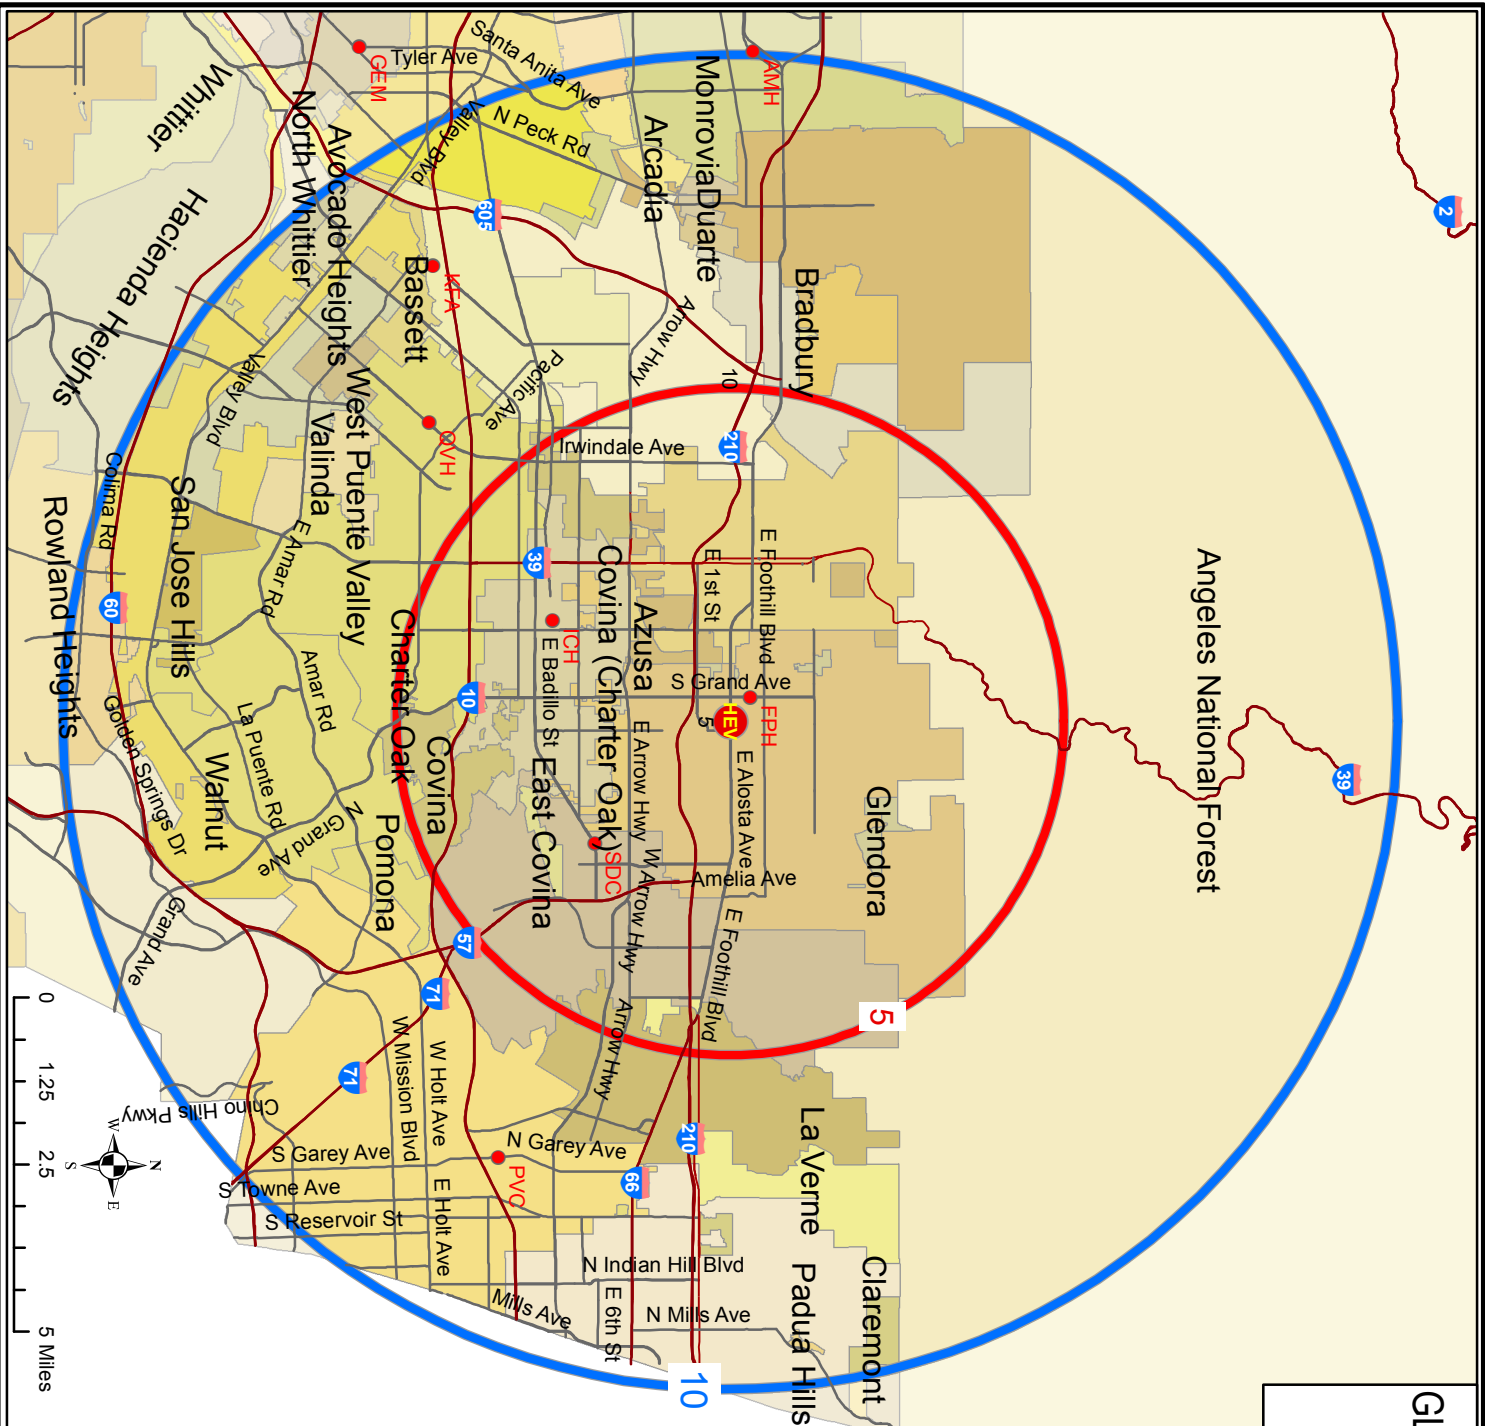 2
39
Angeles National Forest
GL
AMH
Monrovia
Duarte
Bradbury
Arcadia
Santa Anita Ave
Tyler Ave
GEM
N Peck Rd
Valley Blvd
605
Whittier
North Whittier
Avocado Heights
Hacienda Heights
Bassett
KFA
Arrow Hwy
Pacific Ave
10
210
Irwindale Ave
QVH
West Puente Valley
Valinda
Valley Blvd
San Jose Hills
Colima Rd
Rowland Heights
60
E Amar Rd
Amar Rd
La Puente Rd
Walnut
Golden Springs Dr
N Grand Ave
Grand Ave
Charter Oak
Covina
Pomona
10
39
ICH
E Badillo St
East Covina
Covina (Charter Oak)
Azusa
E 1st St
E Foothill Blvd
S Grand Ave
FPH
HEV
5
E Alosta Ave
Glendora
E Arrow Hwy
W Arrow Hwy
SDC
Amelia Ave
E Foothill Blvd
Arrow Hwy
57
71
71
5
W Mission Blvd
W Holt Ave
E Holt Ave
Chino Hills Pkwy
S Garey Ave
N Garey Ave
S Towne Ave
S Reservoir St
PVC
66
210
La Verne
Claremont
Padua Hills
N Indian Hill Blvd
N Mills Ave
Mills Ave
E 6th St
10
N
W
E
S
0 1.25 2.5 5 Miles